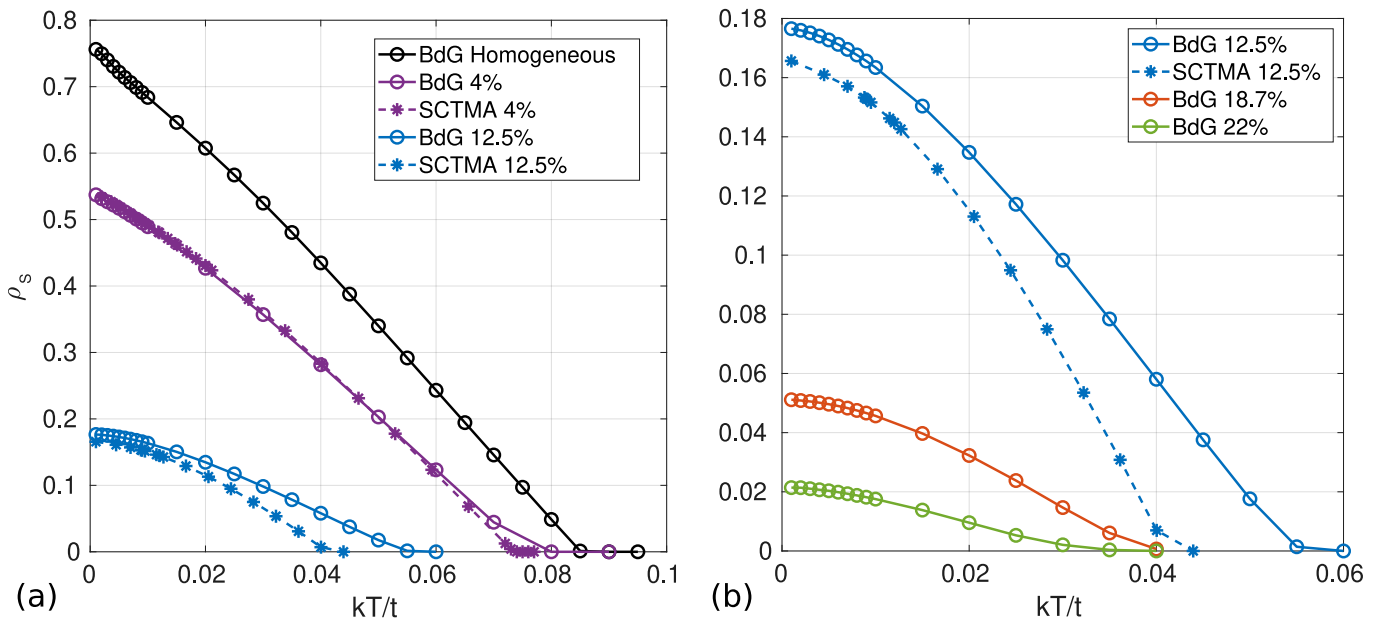 0.8
0.7
0.6
0.5
0.4
0.3
0.2
0.1
0
ρs
BdG Homogeneous
BdG 4%
SCTMA 4%
BdG 12.5%
SCTMA 12.5%
0 0.02 0.04 0.06 0.08 0.1
kT/t
(a)
0.18
0.16
0.14
0.12
0.1
0.08
0.06
0.04
0.02
0
BdG 12.5%
SCTMA 12.5%
BdG 18.7%
BdG 22%
0 0.02 0.04 0.06
kT/t
(b)